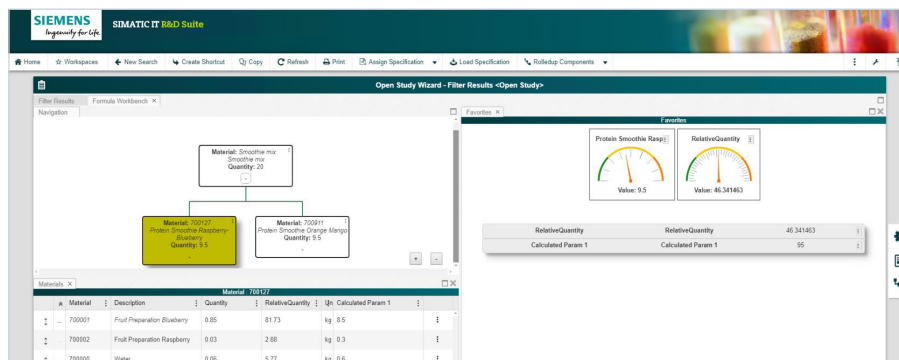 SIEMENS
Ingenuity for life
SIMATIC IT R&D Suite
Home Workspaces New Search Create Shortcut Copy Refresh Print Assign Specification Load Specification Rolledup Components
Open Study Wizard - Filter Results <Open Study>
Filter Results Formula Workbench
Navigation
Material: Smoothie mix
Smoothie mix
Quantity: 20
-
Material: 700127
Protein Smoothie Raspberry-
Blueberry
Quantity: 9.5
-
Material: 700911
Protein Smoothie Orange Mango
Quantity: 9.5
-
+ -
Favorites
Favorites
Protein Smoothie Rasp
Value: 9.5
RelativeQuantity
Value: 46.341463
RelativeQuantity RelativeQuantity 46.341463
Calculated Param 1 Calculated Param 1 95
Materials
Material : 700127
Material Description Quantity RelativeQuantity Un Calculated Param 1
... 700001 Fruit Preparation Blueberry 0.85 81.73 kg 8.5
... 700002 Fruit Preparation Raspberry 0.03 2.88 kg 0.3
700000 Water 0.06 5.77 kg 0.6